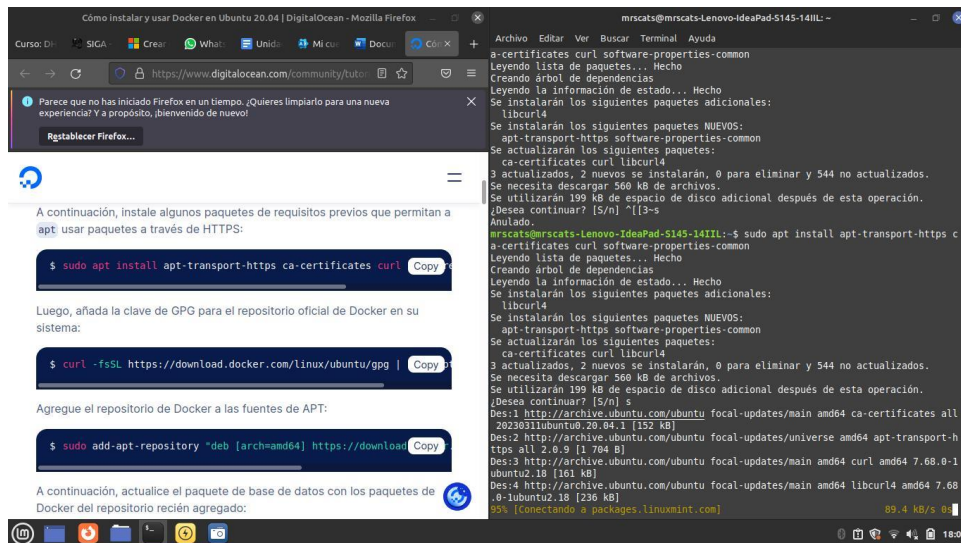 Cómo instalar y usar Docker en Ubuntu 20.04 | DigitalOcean - Mozilla Firefox
Curso: DH
SIGA -
Crear
Whats
Unida
Mi cu
Docur
Cóm
https://www.digitalocean.com/community/tutor
Parece que no has iniciado Firefox en un tiempo. ¿Quieres limpiarlo para una nueva
experiencia? Y a propósito, ¡bienvenido de nuevo!
Restablecer Firefox...
A continuación, instale algunos paquetes de requisitos previos que permitan a
apt usar paquetes a través de HTTPS:
$ sudo apt install apt-transport-https ca-certificates curl
Copy
Luego, añada la clave de GPG para el repositorio oficial de Docker en su
sistema:
$ curl -fsSL https://download.docker.com/linux/ubuntu/gpg |
Copy
Agregue el repositorio de Docker a las fuentes de APT:
$ sudo add-apt-repository "deb [arch=amd64] https://download
Copy
A continuación, actualice el paquete de base de datos con los paquetes de
Docker del repositorio recién agregado:
mrscats@mrscats-Lenovo-IdeaPad-S145-14IIL: ~
Archivo Editar Ver Buscar Terminal Ayuda
a-certificates curl software-properties-common
Leyendo lista de paquetes... Hecho
Creando árbol de dependencias
Leyendo la información de estado... Hecho
Se instalarán los siguientes paquetes adicionales:
libcurl4
Se instalarán los siguientes paquetes NUEVOS:
apt-transport-https software-properties-common
Se actualizarán los siguientes paquetes:
ca-certificates curl libcurl4
3 actualizados, 2 nuevos se instalarán, 0 para eliminar y 544 no actualizados.
Se necesita descargar 560 kB de archivos.
Se utilizarán 199 kB de espacio de disco adicional después de esta operación.
¿Desea continuar? [S/n] ^[[3~s
Anulado.
mrscats@mrscats-Lenovo-IdeaPad-S145-14IIL:~$ sudo apt install apt-transport-https c
a-certificates curl software-properties-common
Leyendo lista de paquetes... Hecho
Creando árbol de dependencias
Leyendo la información de estado... Hecho
Se instalarán los siguientes paquetes adicionales:
libcurl4
Se instalarán los siguientes paquetes NUEVOS:
apt-transport-https software-properties-common
Se actualizarán los siguientes paquetes:
ca-certificates curl libcurl4
3 actualizados, 2 nuevos se instalarán, 0 para eliminar y 544 no actualizados.
Se necesita descargar 560 kB de archivos.
Se utilizarán 199 kB de espacio de disco adicional después de esta operación.
¿Desea continuar? [S/n] s
Des:1 http://archive.ubuntu.com/ubuntu focal-updates/main amd64 ca-certificates all
20230311ubuntu0.20.04.1 [152 kB]
Des:2 http://archive.ubuntu.com/ubuntu focal-updates/universe amd64 apt-transport-h
ttps all 2.0.9 [1 704 B]
Des:3 http://archive.ubuntu.com/ubuntu focal-updates/main amd64 curl amd64 7.68.0-1
ubuntu2.18 [161 kB]
Des:4 http://archive.ubuntu.com/ubuntu focal-updates/main amd64 libcurl4 amd64 7.68
.0-1ubuntu2.18 [236 kB]
95% [Conectando a packages.linuxmint.com] 89.4 kB/s 0s
18:0